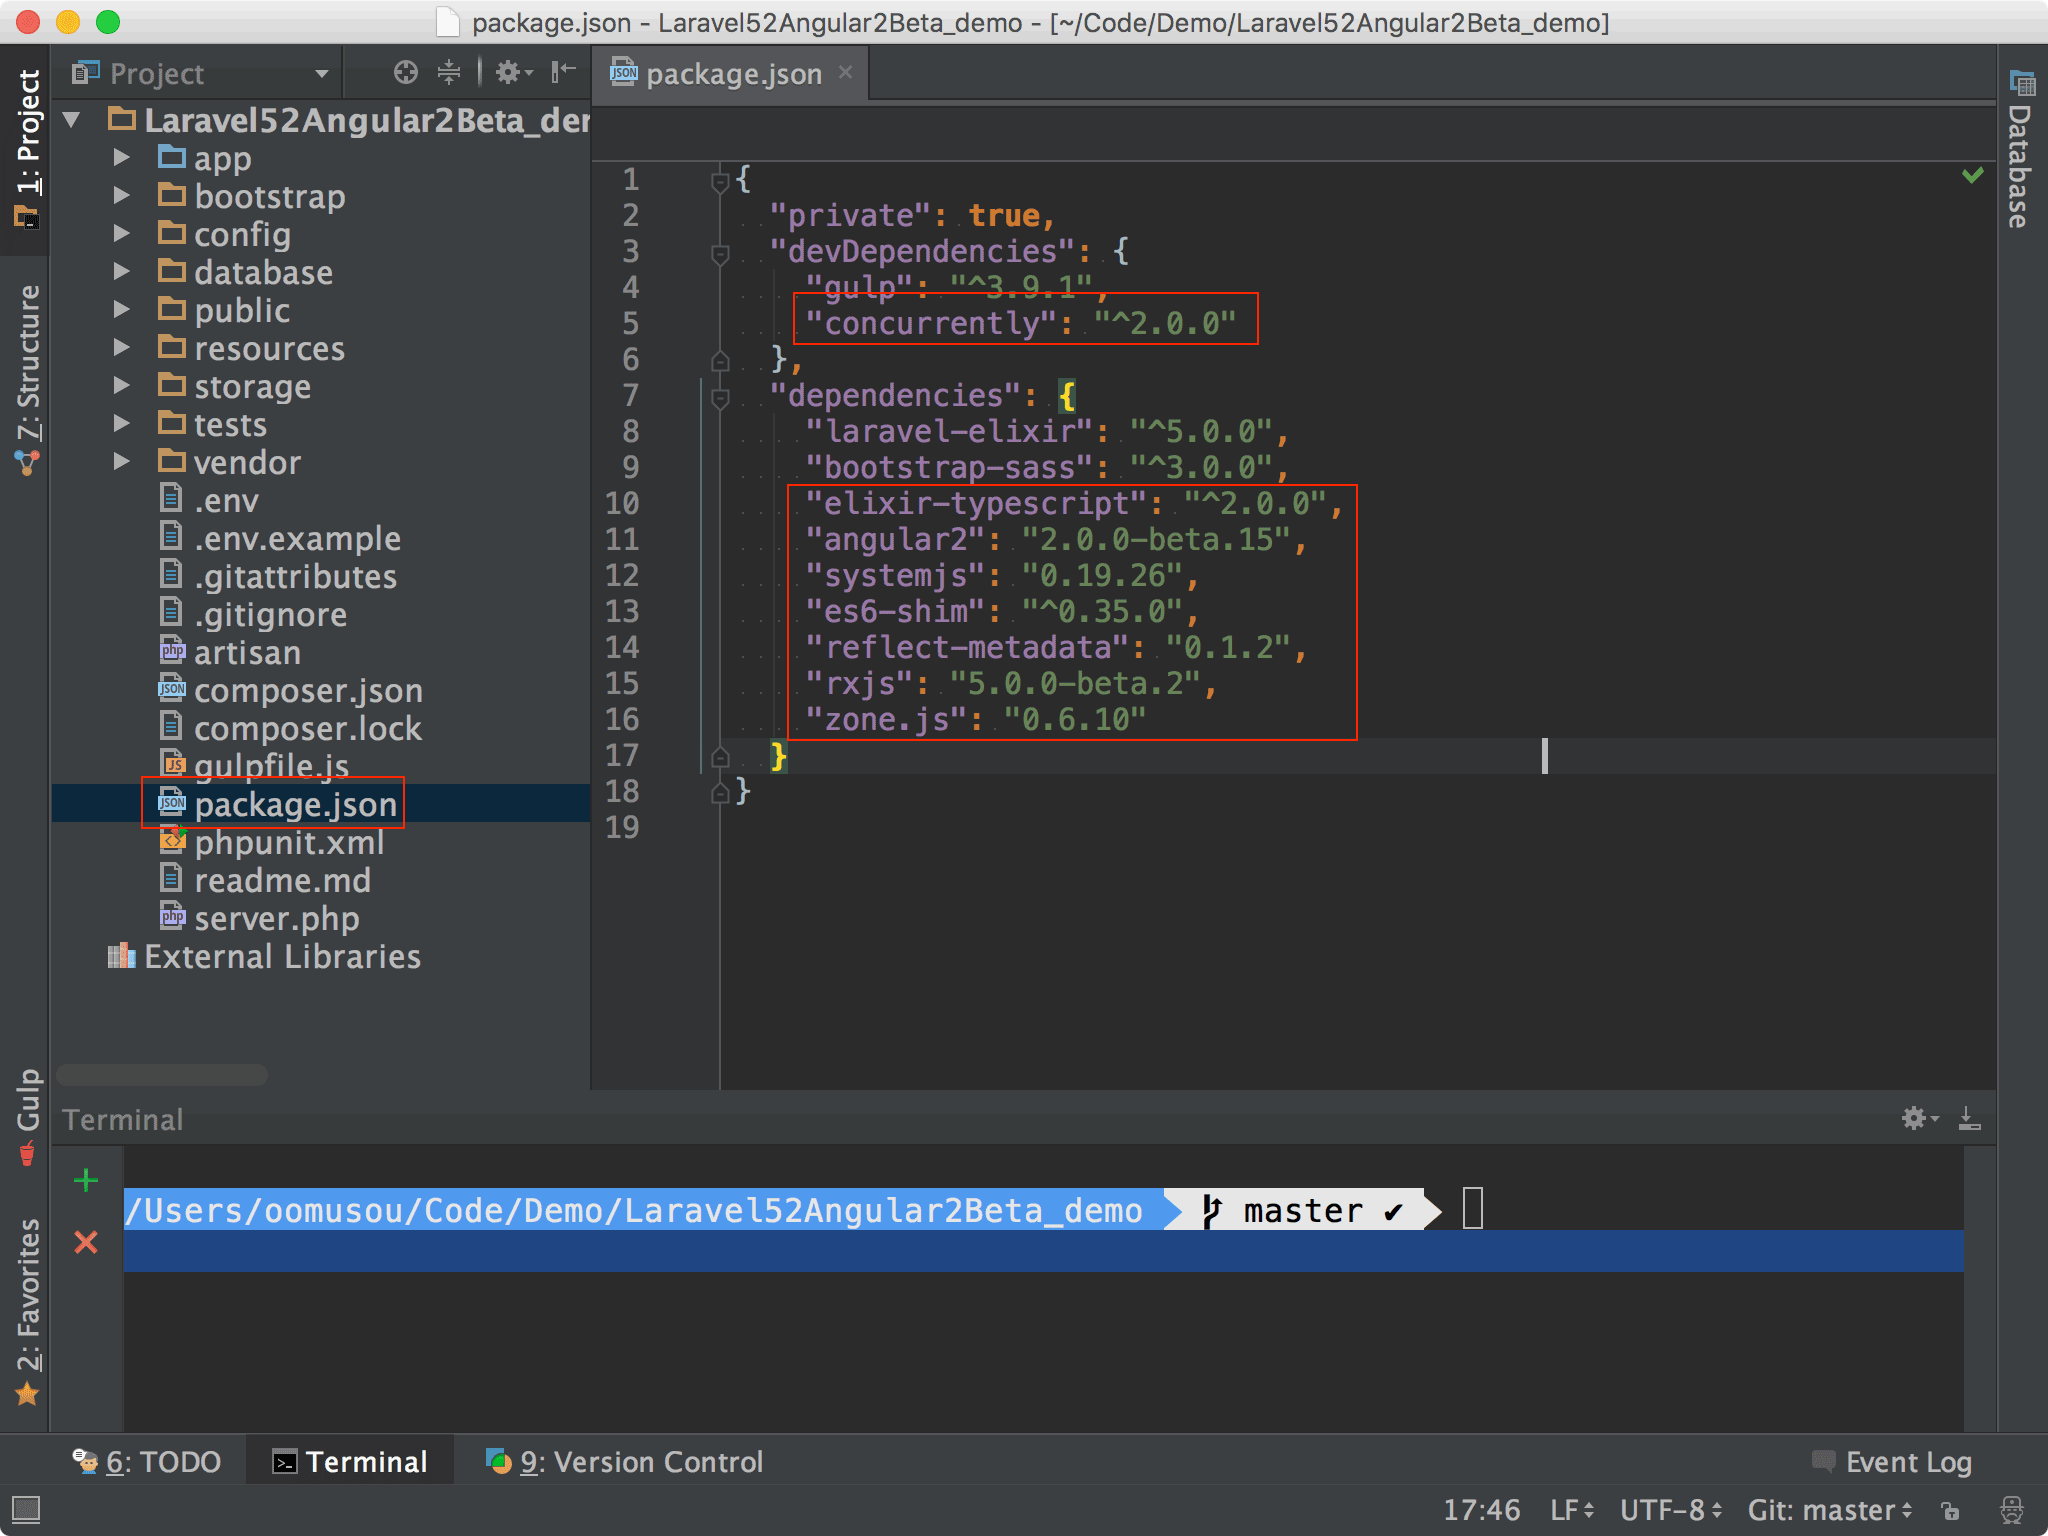 package.json - Laravel52Angular2Beta_demo - [~/Code/Demo/Laravel52Angular2Beta_demo]
1: Project
7: Structure
Gulp
2: Favorites
Project
Laravel52Angular2Beta_der
app
bootstrap
config
database
public
resources
storage
tests
vendor
.env
.env.example
.gitattributes
.gitignore
artisan
composer.json
composer.lock
gulpfile.js
package.json
phpunit.xml
readme.md
server.php
External Libraries
package.json
1 {
2 "private": true,
3 "devDependencies": {
4 "gulp": "^3.9.1",
5 "concurrently": "^2.0.0"
6 },
7 "dependencies": {
8 "laravel-elixir": "^5.0.0",
9 "bootstrap-sass": "^3.0.0",
10 "elixir-typescript": "^2.0.0",
11 "angular2": "2.0.0-beta.15",
12 "systemjs": "0.19.26",
13 "es6-shim": "^0.35.0",
14 "reflect-metadata": "0.1.2",
15 "rxjs": "5.0.0-beta.2",
16 "zone.js": "0.6.10"
17 }
18 }
19
Database
Terminal
/Users/oomusou/Code/Demo/Laravel52Angular2Beta_demo master ✔
6: TODO Terminal 9: Version Control Event Log
17:46 LF UTF-8 Git: master